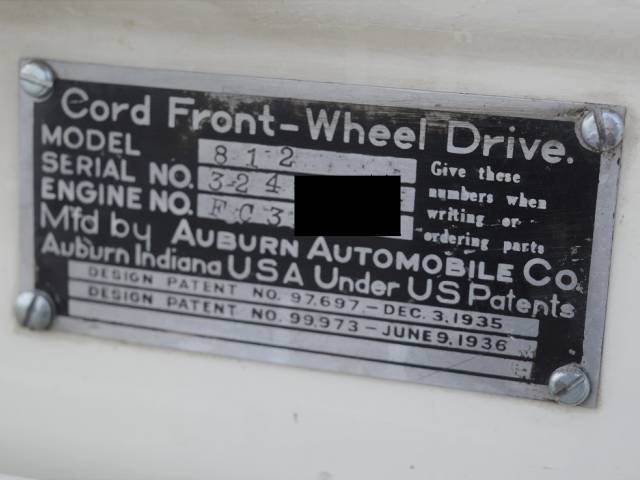 Cord Front-Wheel Drive.
MODEL 812
SERIAL NO. 324
ENGINE NO. FC3
Give these
numbers when
writing or
ordering parts
Mfd by AUBURN AUTOMOBILE CO.
Auburn Indiana USA Under US Patents
DESIGN PATENT NO. 97,697-DEC. 3, 1935
DESIGN PATENT NO. 99,973-JUNE 9, 1936